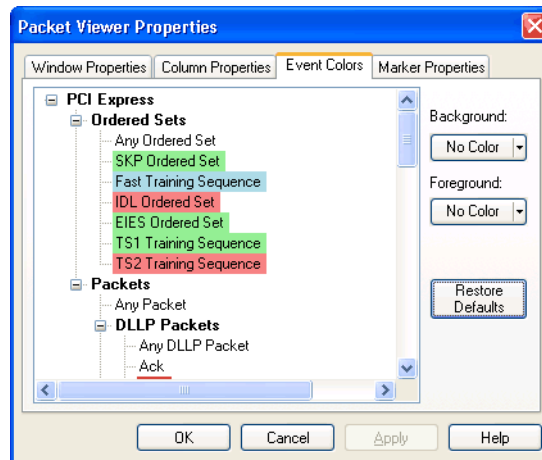 Packet Viewer Properties
Window Properties Column Properties Event Colors Marker Properties
PCI Express
Ordered Sets
Any Ordered Set
SKP Ordered Set
Fast Training Sequence
IDL Ordered Set
EIES Ordered Set
TS1 Training Sequence
TS2 Training Sequence
Packets
Any Packet
DLLP Packets
Any DLLP Packet
Ack
Background:
No Color
Foreground:
No Color
Restore
Defaults
OK Cancel Apply Help